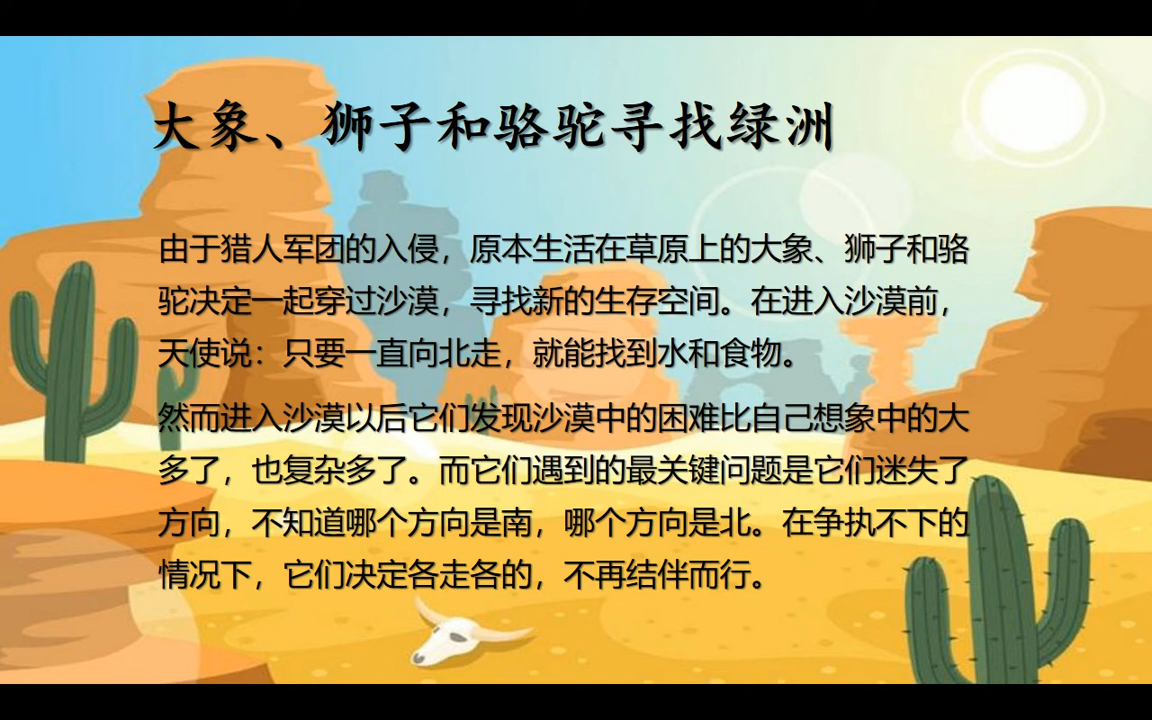 大象、狮子和骆驼寻找绿洲
由于猎人军团的入侵，原本生活在草原上的大象、狮子和骆
驼决定一起穿过沙漠，寻找新的生存空间。在进入沙漠前，
天使说：只要一直向北走，就能找到水和食物。
然而进入沙漠以后它们发现沙漠中的困难比自己想象中的大
多了，也复杂多了。而它们遇到的最关键问题是它们迷失了
方向，不知道哪个方向是南，哪个方向是北。在争执不下的
情况下，它们决定各走各的，不再结伴而行。